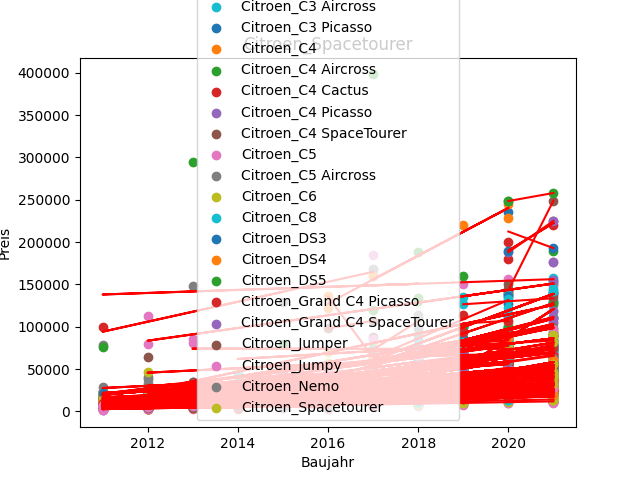 Citroen_Spacetourer
Citroen_C3 Aircross
Citroen_C3 Picasso
Citroen_C4
Citroen_C4 Aircross
Citroen_C4 Cactus
Citroen_C4 Picasso
Citroen_C4 SpaceTourer
Citroen_C5
Citroen_C5 Aircross
Citroen_C6
Citroen_C8
Citroen_DS3
Citroen_DS4
Citroen_DS5
Citroen_Grand C4 Picasso
Citroen_Grand C4 SpaceTourer
Citroen_Jumper
Citroen_Jumpy
Citroen_Nemo
Citroen_Spacetourer
Preis
400000
350000
300000
250000
200000
150000
100000
50000
0
2012
2014
2016
2018
2020
Baujahr